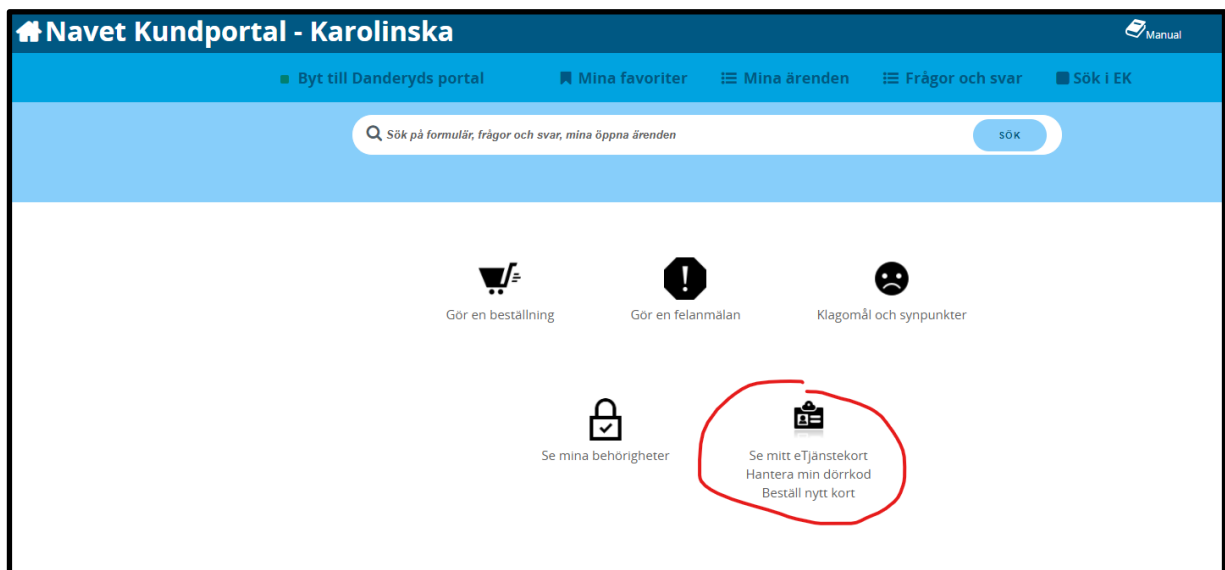 Navet Kundportal - Karolinska
Manual
Byt till Danderyds portal
Mina favoriter
Mina ärenden
Frågor och svar
Sök i EK
Sök på formulär, frågor och svar, mina öppna ärenden
SÖK
Gör en beställning
Gör en felanmälan
Klagomål och synpunkter
Se mina behörigheter
Se mitt eTjänstekort
Hantera min dörrkod
Beställ nytt kort